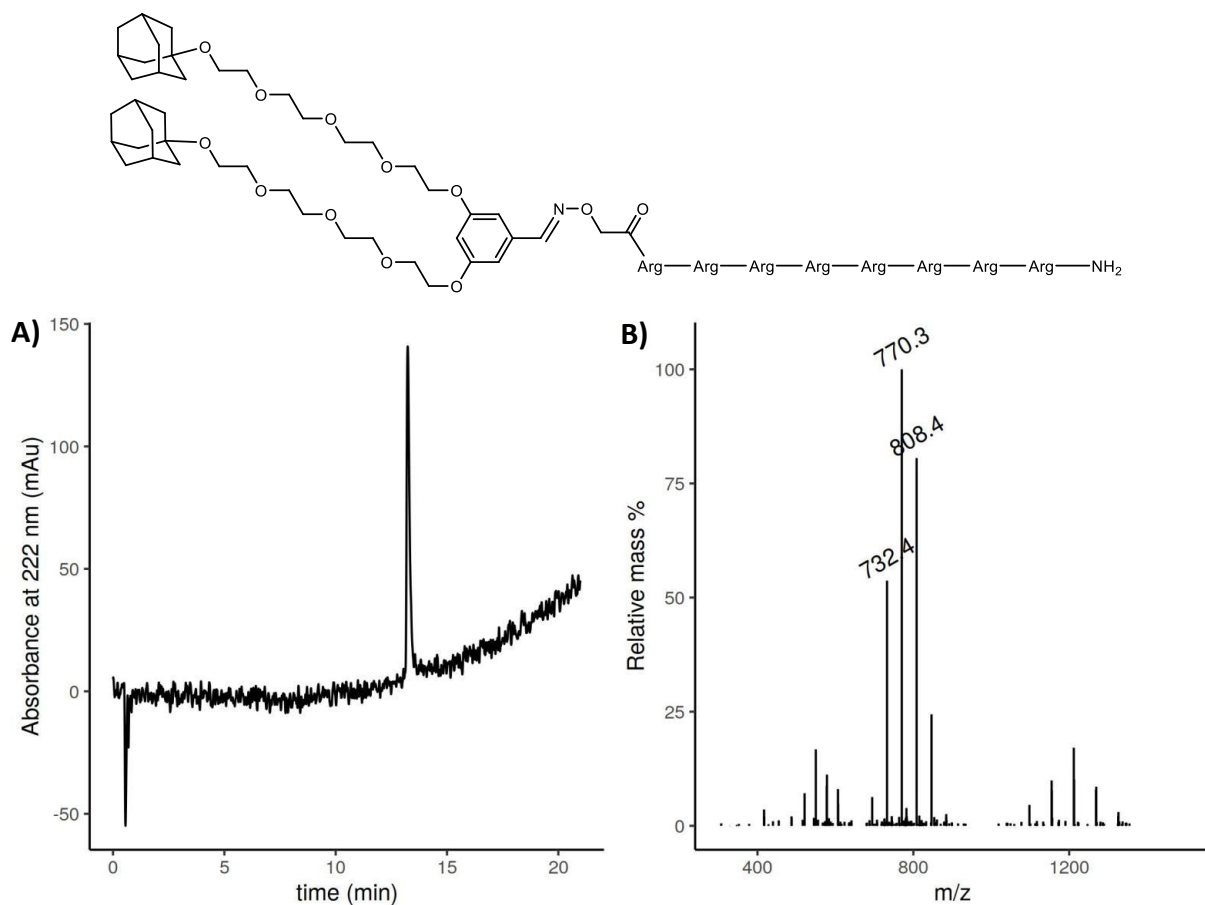 O
O
O
O
O
O
O
O
O
O
N
O
O
Arg Arg Arg Arg Arg Arg Arg Arg NH2
A)
B)
150
100
50
0
-50
Absorbance at 222 nm (mAu)
0 5 10 15 20
time (min)
770.3
808.4
732.4
100
75
50
25
0
Relative mass %
400 800 1200
m/z